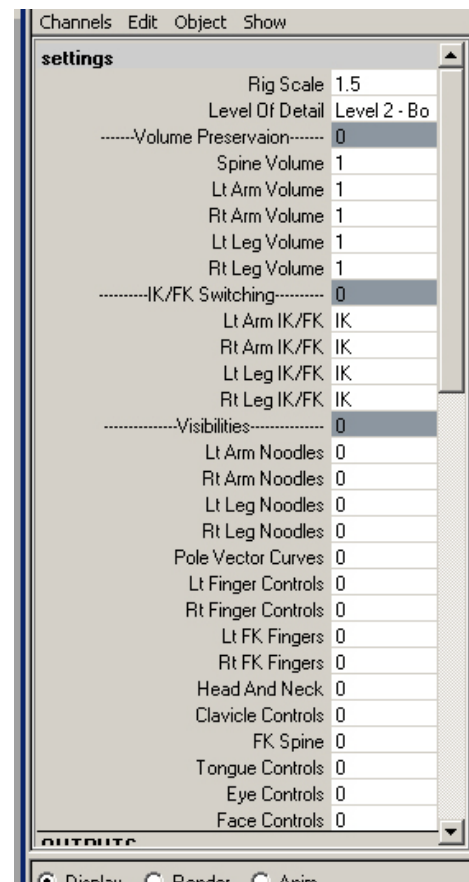 Channels Edit Object Show
settings
Rig Scale 1.5
Level Of Detail Level 2 - Bo
-------Volume Preservaion------- 0
Spine Volume 1
Lt Arm Volume 1
Rt Arm Volume 1
Lt Leg Volume 1
Rt Leg Volume 1
----------IK/FK Switching---------- 0
Lt Arm IK/FK IK
Rt Arm IK/FK IK
Lt Leg IK/FK IK
Rt Leg IK/FK IK
---------------Visibilities--------------- 0
Lt Arm Noodles 0
Rt Arm Noodles 0
Lt Leg Noodles 0
Rt Leg Noodles 0
Pole Vector Curves 0
Lt Finger Controls 0
Rt Finger Controls 0
Lt FK Fingers 0
Rt FK Fingers 0
Head And Neck 0
Clavicle Controls 0
FK Spine 0
Tongue Controls 0
Eye Controls 0
Face Controls 0
OUTPUTS
Display Render Anim